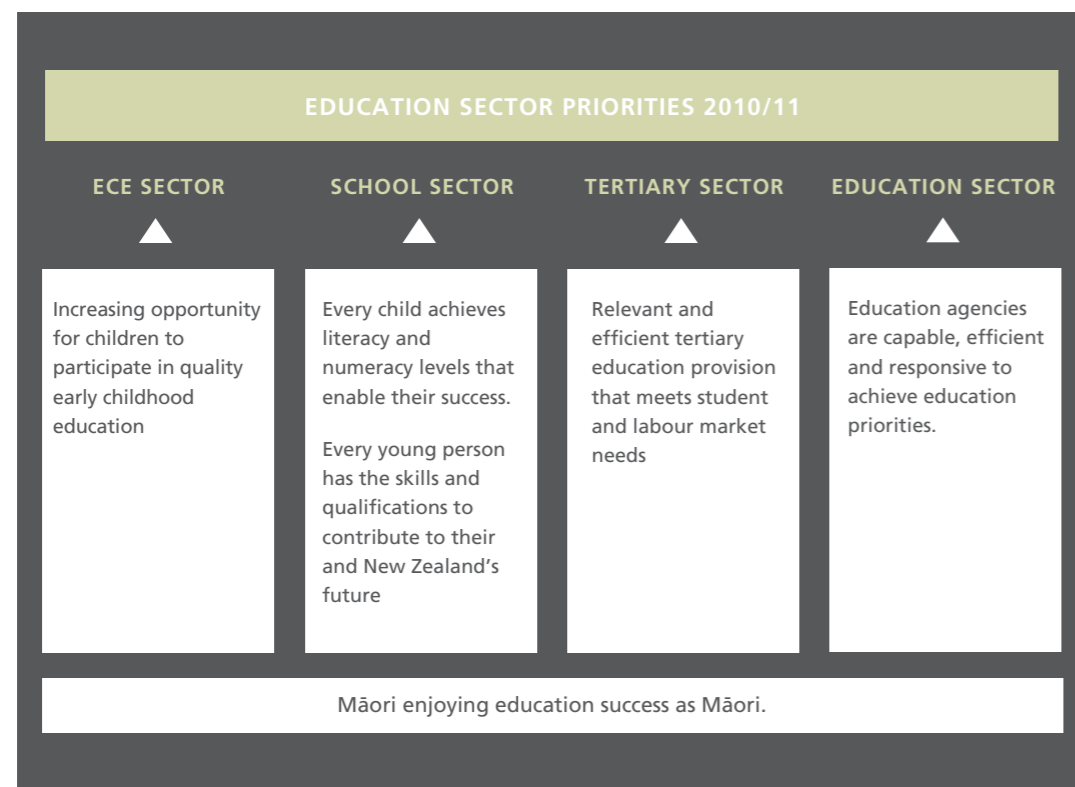 EDUCATION SECTOR PRIORITIES 2010/11
ECE SECTOR
Increasing opportunity
for children to
participate in quality
early childhood
education
SCHOOL SECTOR
Every child achieves
literacy and
numeracy levels that
enable their success.
Every young person
has the skills and
qualifications to
contribute to their
and New Zealand’s
future
TERTIARY SECTOR
Relevant and
efficient tertiary
education provision
that meets student
and labour market
needs
EDUCATION SECTOR
Education agencies
are capable, efficient
and responsive to
achieve education
priorities.
Māori enjoying education success as Māori.